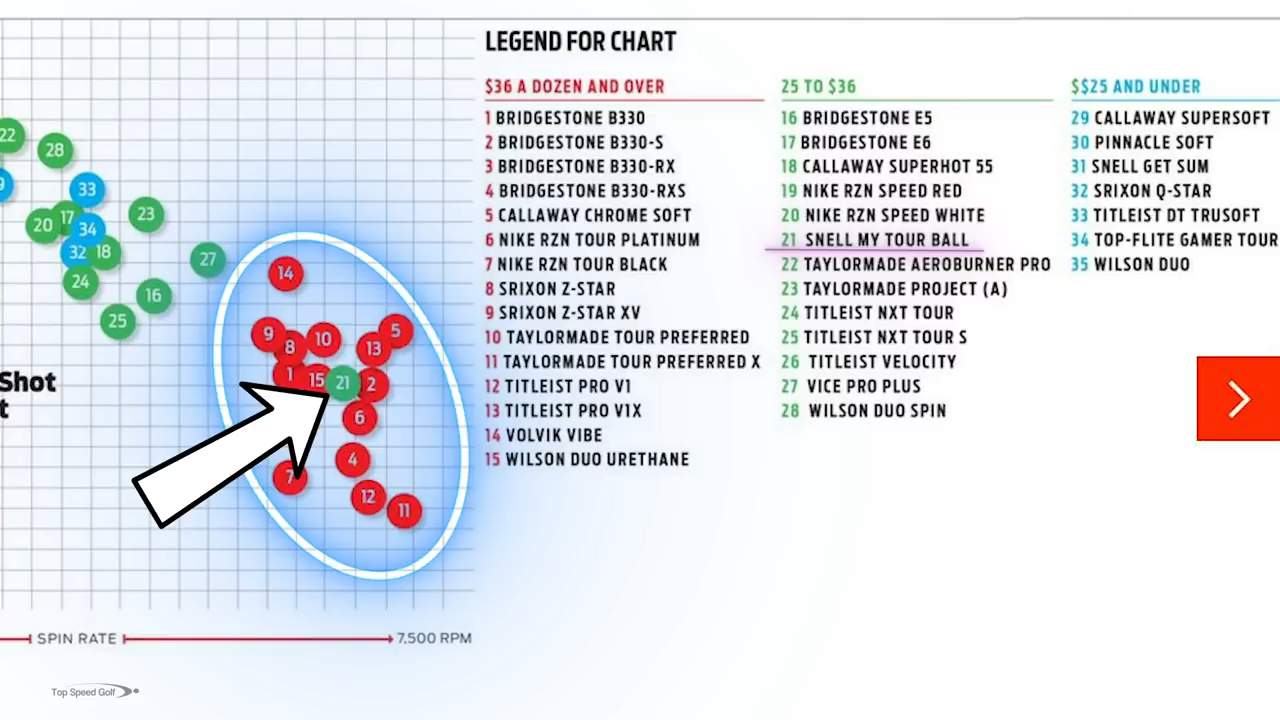 LEGEND FOR CHART
$36 A DOZEN AND OVER
1 BRIDGESTONE B330
2 BRIDGESTONE B330-S
3 BRIDGESTONE B330-RX
4 BRIDGESTONE B330-RXS
5 CALLAWAY CHROME SOFT
6 NIKE RZN TOUR PLATINUM
7 NIKE RZN TOUR BLACK
8 SRIXON Z-STAR
9 SRIXON Z-STAR XV
10 TAYLORMADE TOUR PREFERRED
11 TAYLORMADE TOUR PREFERRED X
12 TITLEIST PRO V1
13 TITLEIST PRO V1X
14 VOLVIK VIBE
15 WILSON DUO URETHANE
25 TO $36
16 BRIDGESTONE E5
17 BRIDGESTONE E6
18 CALLAWAY SUPERHOT 55
19 NIKE RZN SPEED RED
20 NIKE RZN SPEED WHITE
21 SNELL MY TOUR BALL
22 TAYLORMADE AEROBURNER PRO
23 TAYLORMADE PROJECT (A)
24 TITLEIST NXT TOUR
25 TITLEIST NXT TOUR S
26 TITLEIST VELOCITY
27 VICE PRO PLUS
28 WILSON DUO SPIN
$$25 AND UNDER
29 CALLAWAY SUPERSOFT
30 PINNACLE SOFT
31 SNELL GET SUM
32 SRIXON Q-STAR
33 TITLEIST DT TRUSOFT
34 TOP-FLITE GAMER TOUR
35 WILSON DUO
22
28
9
33
23
17
20
34
32
18
27
24
16
25
14
9
8
10
5
13
1
15
21
2
6
4
7
12
11
Shot
t
SPIN RATE
7,500 RPM
Top Speed Golf